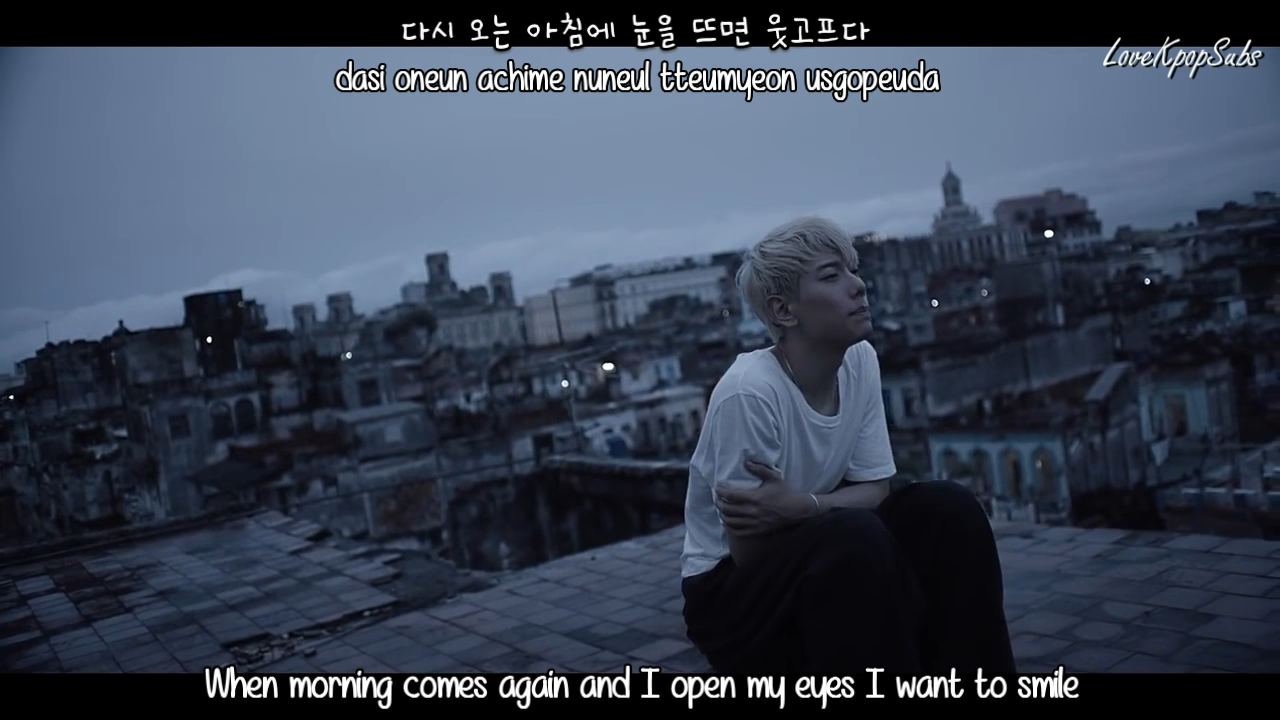 다시 오는 아침에 눈을 뜨면 웃고프다
dasi oneun achime nuneul tteumyeon usgopeuda
LoveKpopSubs
When morning comes again and I open my eyes I want to smile